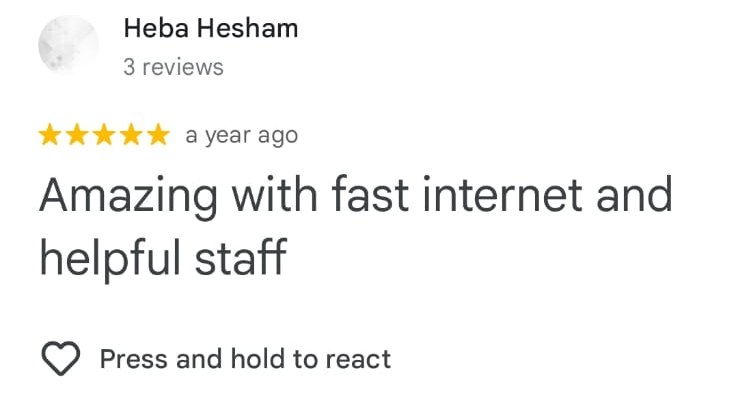 Heba Hesham
3 reviews
a year ago
Amazing with fast internet and
helpful staff
Press and hold to react